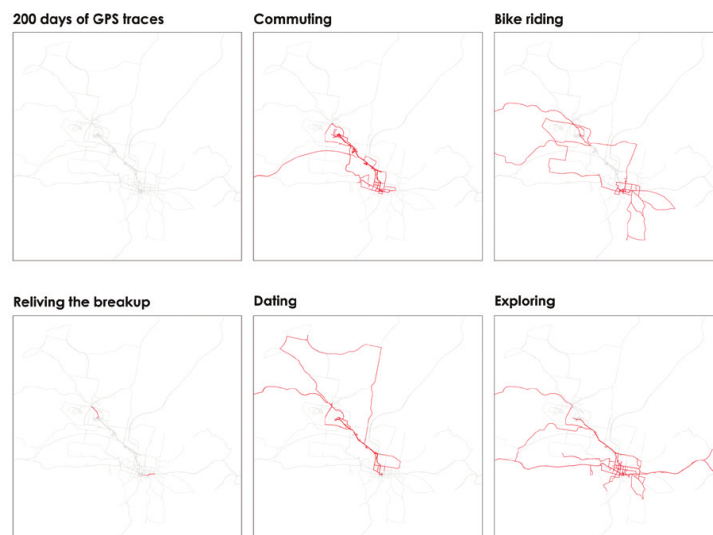 200 days of GPS traces
Commuting
Bike riding
Reliving the breakup
Dating
Exploring